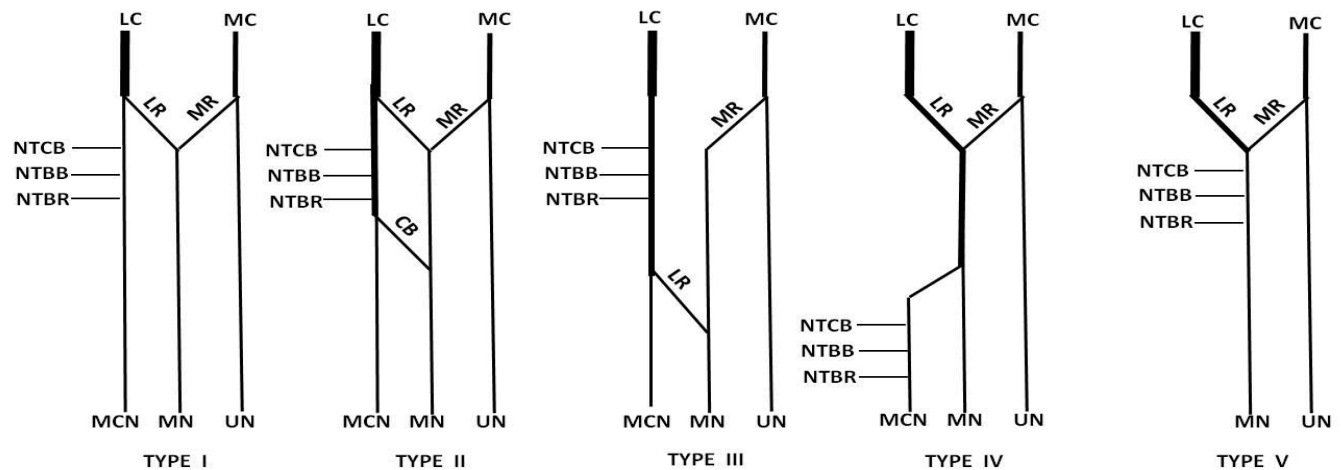 LC MC LC MC LC MC LC MC LC MC
LR MR LR MR MR LR MR LR MR
NTCB NTCB NTCB NTCB
NTBB NTBB NTBB NTBB
NTBR NTBR NTBR NTBR
CB
LR
NTCB
NTBB
NTBR
MCN MN UN MCN MN UN MCN MN UN MCN MN UN MN UN
TYPE I TYPE II TYPE III TYPE IV TYPE V